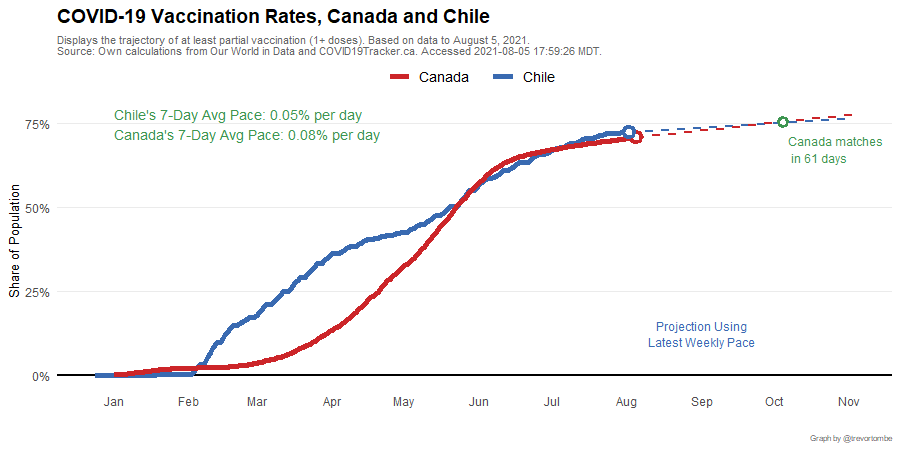 COVID-19 Vaccination Rates, Canada and Chile
Displays the trajectory of at least partial vaccination (1+ doses). Based on data to August 5, 2021.
Source: Own calculations from Our World in Data and COVID19Tracker.ca. Accessed 2021-08-05 17:59:26 MDT.
Canada Chile
Chile's 7-Day Avg Pace: 0.05% per day
Canada's 7-Day Avg Pace: 0.08% per day
75%
50%
25%
0%
Share of Population
Canada matches
in 61 days
Projection Using
Latest Weekly Pace
Jan Feb Mar Apr May Jun Jul Aug Sep Oct Nov
Graph by @trevortombe